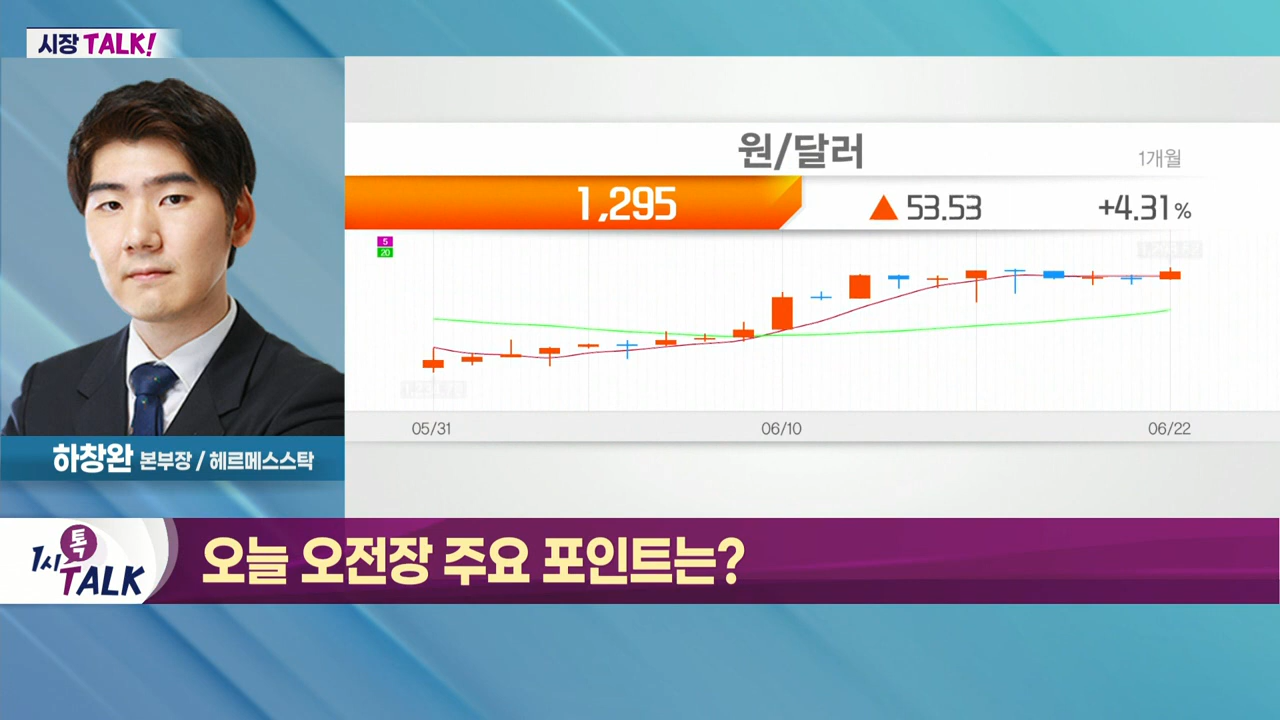 시장 TALK!
원/달러
1개월
1,295
▲ 53.53
+4.31%
5
20
05/31
06/10
06/22
하창완 본부장 / 헤르메스스탁
1시 톡 TALK
오늘 오전장 주요 포인트는?